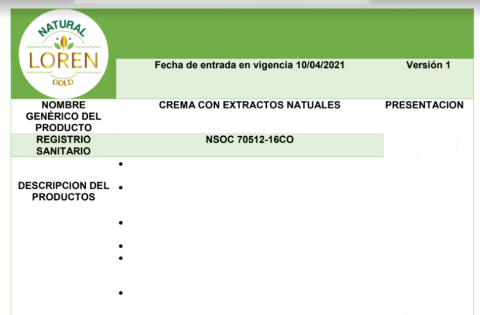 NATURAL
LOREN
GOLD
Fecha de entrada en vigencia 10/04/2021 Versión 1
NOMBRE GENÉRICO DEL PRODUCTO
CREMA CON EXTRACTOS NATUALES
PRESENTACION
REGISTRIO SANITARIO
NSOC 70512-16CO
DESCRIPCION DEL PRODUCTOS